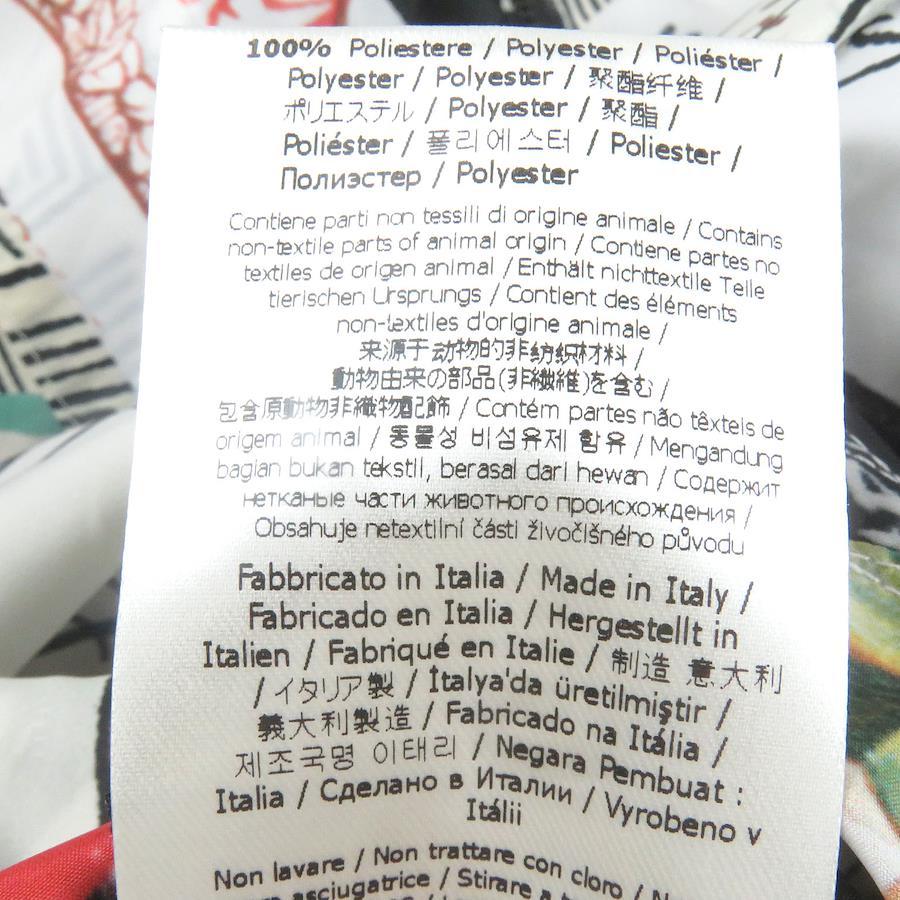 100% Poliestere / Polyester / Poliéster /
Polyester / Polyester / 聚酯纤维 /
ポリエステル / Polyester / 聚酯 /
Poliéster / 폴리에스터 / Poliester /
Полиэстер / Polyester
Contiene parti non tessili di origine animale / Contains
non-textile parts of animal origin / Contiene partes no
textiles de origen animal / Enthält nichttextile Teile
tierischen Ursprungs / Contient des éléments
non-textiles d'origine animale /
来源于动物的非纺织材料 /
動物由来の部品(非繊維)を含む /
包含原動物非織物配飾 / Contém partes não têxteis de
origem animal / 동물성 비섬유제 함유 / Mengandung
bagian bukan tekstil, berasal dari hewan / Содержит
нетканые части животного происхождения /
Obsahuje netextilní části živočišného původu
Fabbricato in Italia / Made in Italy /
Fabricado en Italia / Hergestellt in
Italien / Fabriqué en Italie / 制造 意大利
/ イタリア製 / İtalya'da üretilmiştir /
義大利製造 / Fabricado na Itália /
제조국명 이태리 / Negara Pembuat :
Italia / Сделано в Италии / Vyrobeno v
Itálii
Non lavare / Non trattare con cloro /
asciugatrice / Stirare a